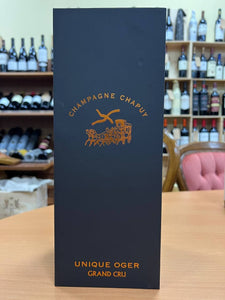 CHAMPAGNE CHAPUY
UNIQUE OGER
GRAND CRU